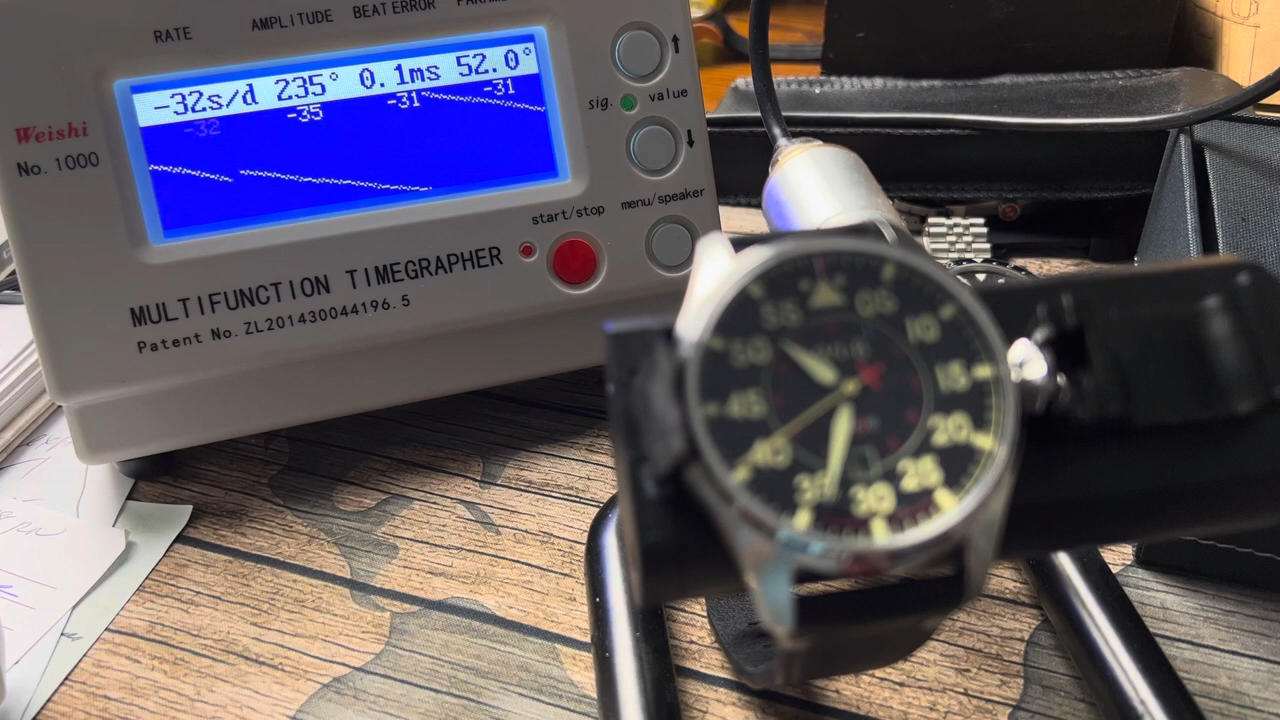 RATE AMPLITUDE BEAT ERROR
-32s/d 235° 0.1ms 52.0°
-32 -35 -31 -31
sig. value
Weishi
No. 1000
start/stop menu/speaker
MULTIFUNCTION TIMEGRAPHER
Patent No. ZL201430044196.5
55 05
50 10
45 15
40 20
35 30 25